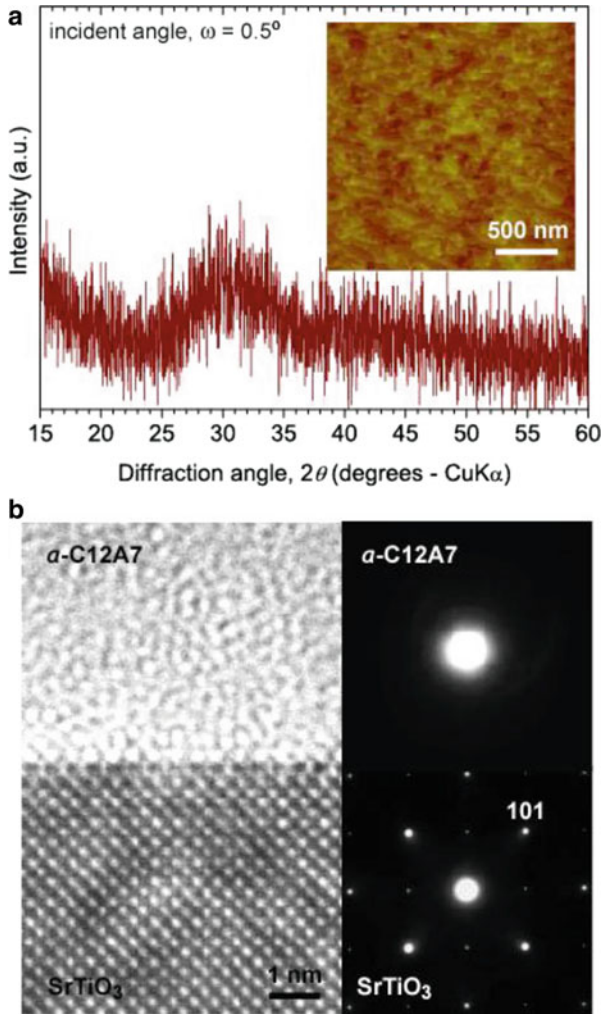 a
incident angle, ω = 0.5°
500 nm
Intensity (a.u.)
15 20 25 30 35 40 45 50 55 60
Diffraction angle, 2θ (degrees - CuKα)
b
a-C12A7
a-C12A7
101
1 nm
SrTiO₃
SrTiO₃